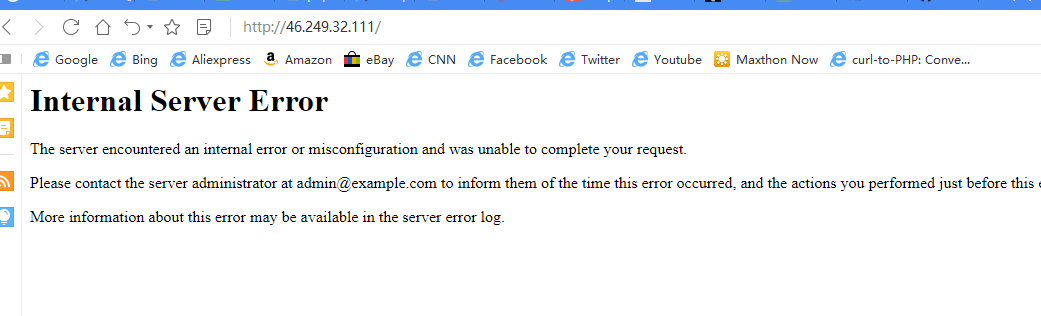 http://46.249.32.111/
Google Bing Aliexpress Amazon eBay CNN Facebook Twitter Youtube Maxthon Now curl-to-PHP: Conve...
Internal Server Error
The server encountered an internal error or misconfiguration and was unable to complete your request.
Please contact the server administrator at admin@example.com to inform them of the time this error occurred, and the actions you performed just before this
More information about this error may be available in the server error log.